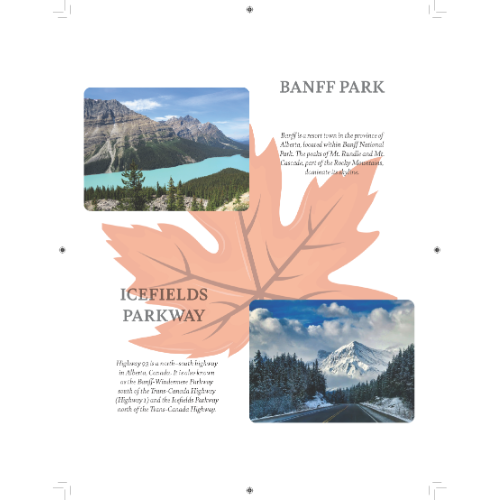 BANFF PARK
Banff is a resort town in the province of
Alberta, located within Banff National
Park. The peaks of Mt. Rundle and Mt.
Cascade, part of the Rocky Mountains,
dominate its skyline.
ICEFIELDS
PARKWAY
Highway 93 is a north–south highway
in Alberta, Canada. It is also known
as the Banff-Windermere Parkway
south of the Trans-Canada Highway
(Highway 1) and the Icefields Parkway
north of the Trans-Canada Highway.